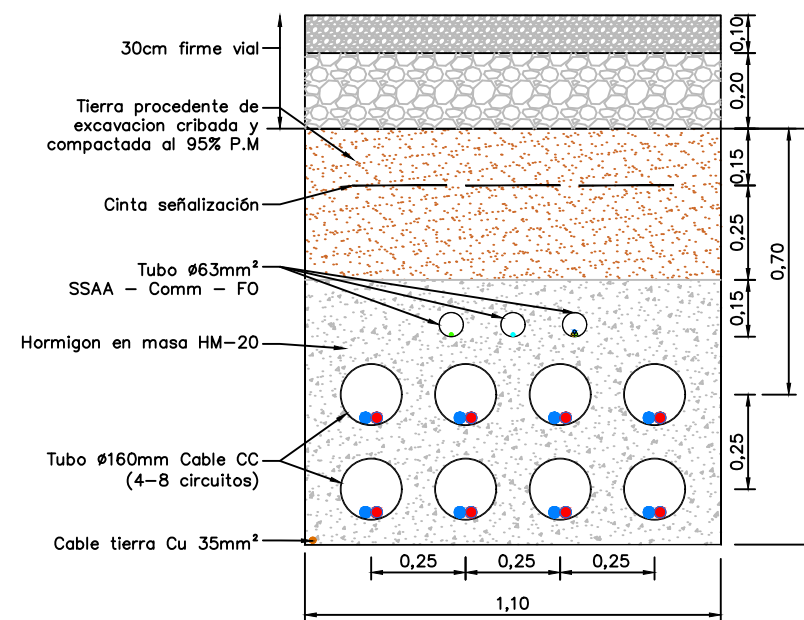 30cm firme vial
Tierra procedente de
excavacion cribada y
compactada al 95% P.M
Cinta señalización
Tubo ø63mm²
SSAA – Comm – FO
Hormigon en masa HM–20
Tubo ø160mm Cable CC
(4–8 circuitos)
Cable tierra Cu 35mm²
0,10
0,20
0,15
0,25
0,70
0,15
0,25
0,25
0,25
0,25
1,10